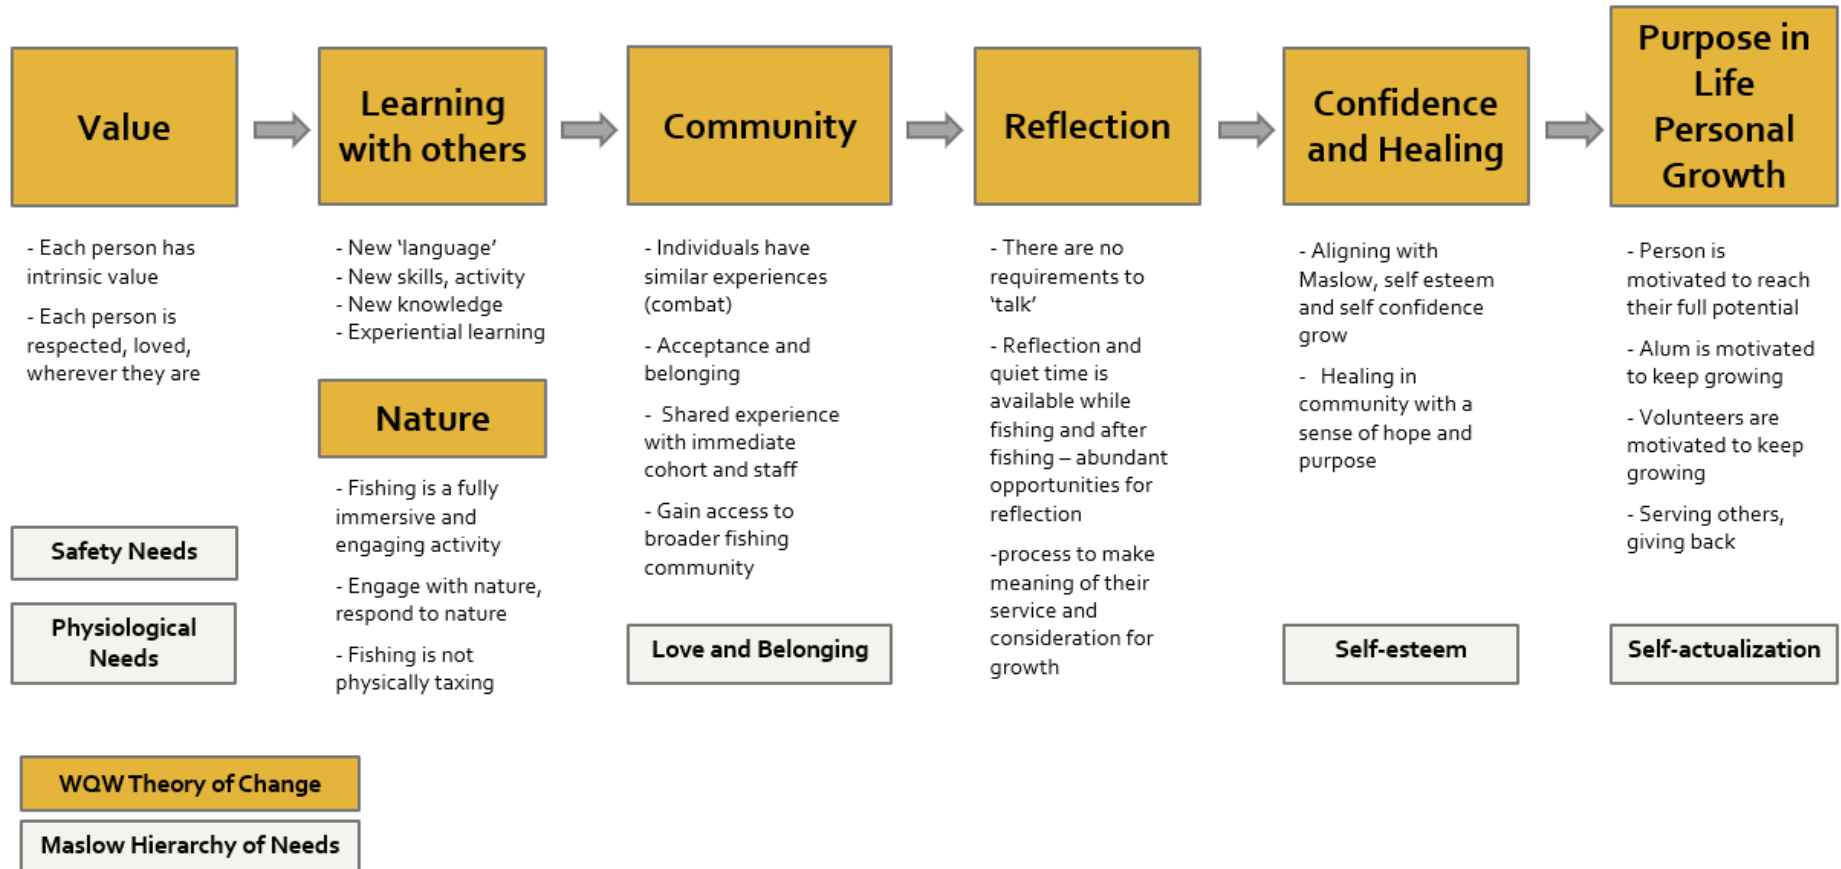 Value
Learning
with others
Community
Reflection
Confidence
and Healing
Purpose in
Life
Personal
Growth
- Each person has
intrinsic value
- Each person is
respected, loved,
wherever they are
Safety Needs
Physiological
Needs
- New ‘language’
- New skills, activity
- New knowledge
- Experiential learning
Nature
- Fishing is a fully
immersive and
engaging activity
- Engage with nature,
respond to nature
- Fishing is not
physically taxing
- Individuals have
similar experiences
(combat)
- Acceptance and
belonging
- Shared experience
with immediate
cohort and staff
- Gain access to
broader fishing
community
Love and Belonging
- There are no
requirements to
‘talk’
- Reflection and
quiet time is
available while
fishing and after
fishing – abundant
opportunities for
reflection
-process to make
meaning of their
service and
consideration for
growth
- Aligning with
Maslow, self esteem
and self confidence
grow
- Healing in
community with a
sense of hope and
purpose
Self-esteem
- Person is
motivated to reach
their full potential
- Alum is motivated
to keep growing
- Volunteers are
motivated to keep
growing
- Serving others,
giving back
Self-actualization
WQW Theory of Change
Maslow Hierarchy of Needs